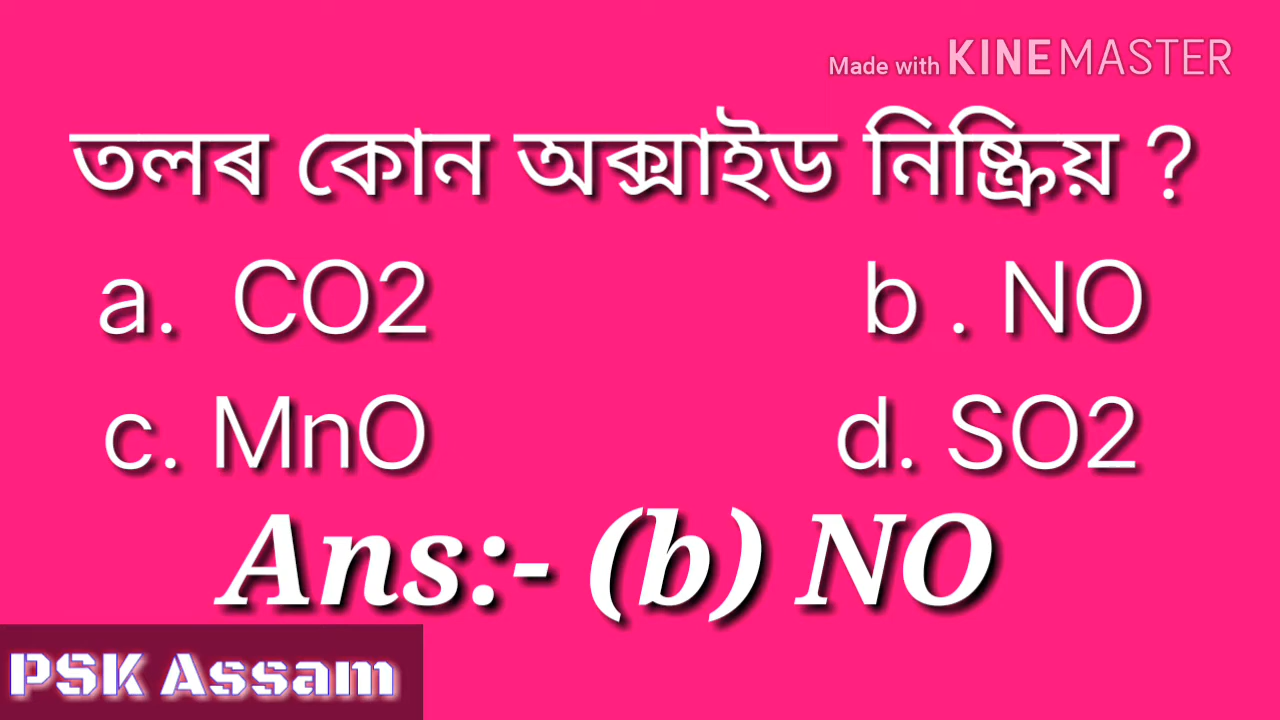 Made with KINEMASTER
তলৰ কোন অক্সাইড নিষ্ক্ৰিয় ?
a. CO2 b . NO
c. MnO d. SO2
Ans:- (b) NO
PSK Assam